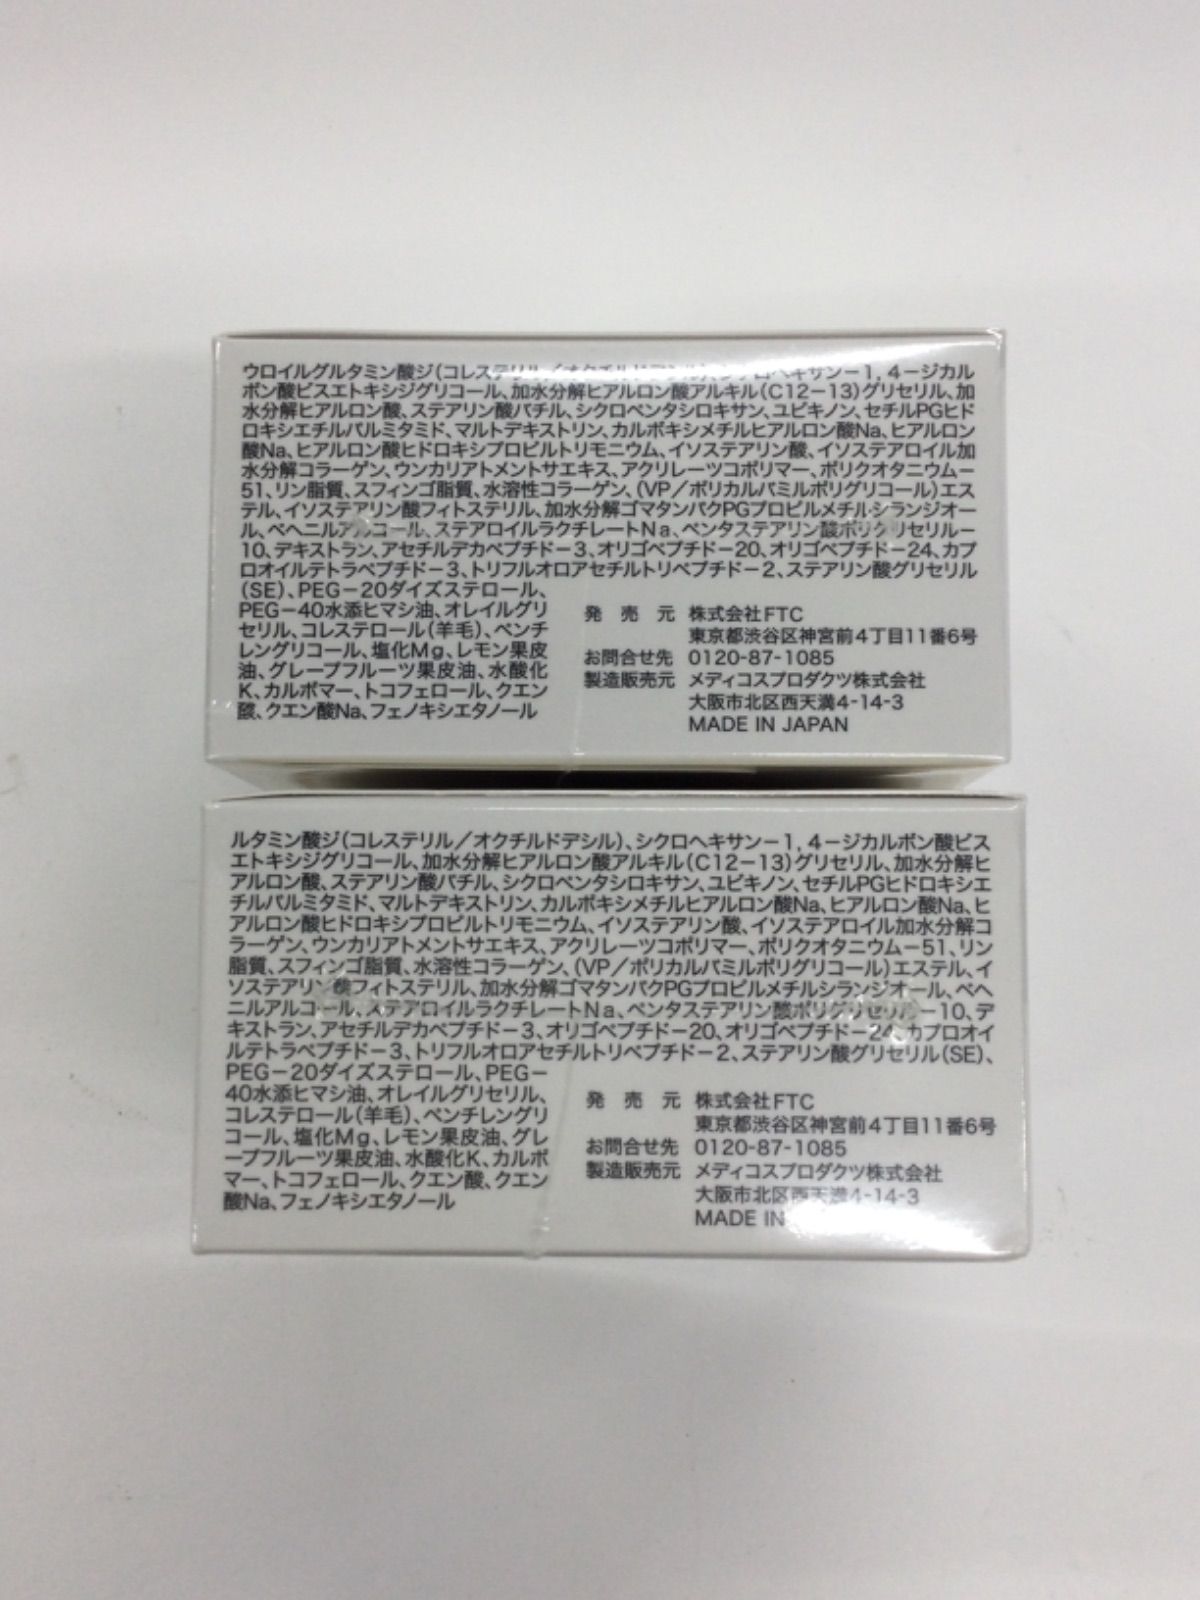 ウロイルグルタミン酸ジ(コレステリル/オクチルドデシル)、シクロヘキサン-1,4-ジカル
ボン酸ビスエトキシジグリコール、加水分解ヒアルロン酸アルキル(C12-13)グリセリル、加
水分解ヒアルロン酸、ステアリン酸バチル、シクロペンタシロキサン、ユビキノン、セチルPGヒド
ロキシエチルパルミタミド、マルトデキストリン、カルボキシメチルヒアルロン酸Na、ヒアルロン
酸Na、ヒアルロン酸ヒドロキシプロピルトリモニウム、イソステアリン酸、イソステアロイル加
水分解コラーゲン、ウンカリアトメントサエキス、アクリレーツコポリマー、ポリクオタニウム-
51、リン脂質、スフィンゴ脂質、水溶性コラーゲン、(VP/ポリカルバミルポリグリコール)エス
テル、イソステアリン酸フィトステリル、加水分解ゴマタンパクPGプロピルメチルシランジオー
ル、ベヘニルアルコール、ステアロイルラクチレートNa、ペンタステアリン酸ポリグリセリル-
10、デキストラン、アセチルデカペプチド-3、オリゴペプチド-20、オリゴペプチド-24、カプ
ロオイルテトラペプチド-3、トリフルオロアセチルトリペプチド-2、ステアリン酸グリセリル
(SE)、PEG-20ダイズステロール、
PEG-40水添ヒマシ油、オレイルグリ
セリル、コレステロール(羊毛)、ペンチ
レングリコール、塩化Mg、レモン果皮
油、グレープフルーツ果皮油、水酸化
K、カルボマー、トコフェロール、クエン
酸、クエン酸Na、フェノキシエタノール
発売元 株式会社FTC
東京都渋谷区神宮前4丁目11番6号
お問合せ先 0120-87-1085
製造販売元 メディコスプロダクツ株式会社
大阪市北区西天満4-14-3
MADE IN JAPAN
ルタミン酸ジ(コレステリル/オクチルドデシル)、シクロヘキサン-1,4-ジカルボン酸ビス
エトキシジグリコール、加水分解ヒアルロン酸アルキル(C12-13)グリセリル、加水分解ヒ
アルロン酸、ステアリン酸バチル、シクロペンタシロキサン、ユビキノン、セチルPGヒドロキシエ
チルパルミタミド、マルトデキストリン、カルボキシメチルヒアルロン酸Na、ヒアルロン酸Na、ヒ
アルロン酸ヒドロキシプロピルトリモニウム、イソステアリン酸、イソステアロイル加水分解コ
ラーゲン、ウンカリアトメントサエキス、アクリレーツコポリマー、ポリクオタニウム-51、リン
脂質、スフィンゴ脂質、水溶性コラーゲン、(VP/ポリカルバミルポリグリコール)エステル、イ
ソステアリン酸フィトステリル、加水分解ゴマタンパクPGプロピルメチルシランジオール、ベヘ
ニルアルコール、ステアロイルラクチレートNa、ペンタステアリン酸ポリグリセリル-10、デ
キストラン、アセチルデカペプチド-3、オリゴペプチド-20、オリゴペプチド-24、カプロオイ
ルテトラペプチド-3、トリフルオロアセチルトリペプチド-2、ステアリン酸グリセリル(SE)、
PEG-20ダイズステロール、PEG-
40水添ヒマシ油、オレイルグリセリル、
コレステロール(羊毛)、ペンチレングリ
コール、塩化Mg、レモン果皮油、グレ
ープフルーツ果皮油、水酸化K、カルボ
マー、トコフェロール、クエン酸、クエン
酸Na、フェノキシエタノール
発売元 株式会社FTC
東京都渋谷区神宮前4丁目11番6号
お問合せ先 0120-87-1085
製造販売元 メディコスプロダクツ株式会社
大阪市北区西天満4-14-3
MADE IN